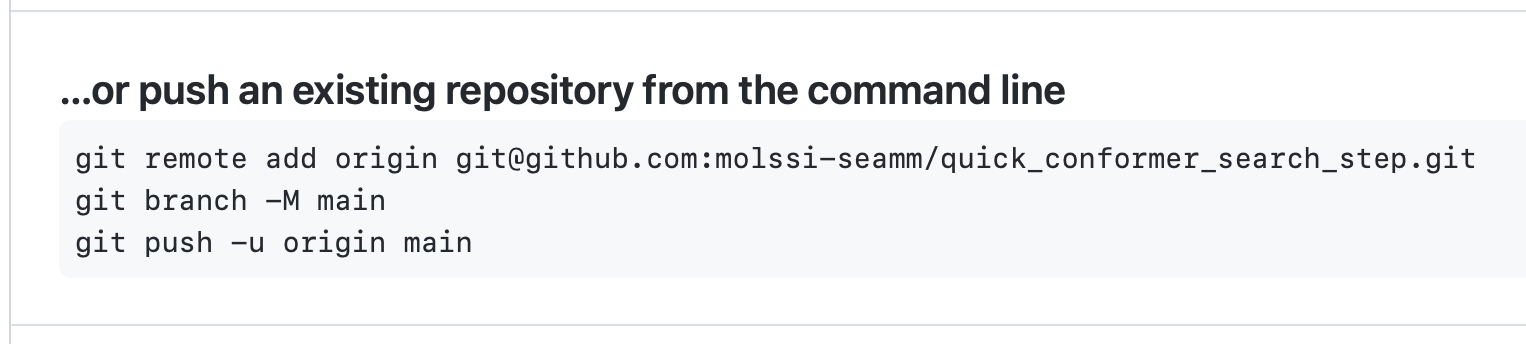 ...or push an existing repository from the command line
git remote add origin git@github.com:molssi-seamm/quick_conformer_search_step.git
git branch -M main
git push -u origin main